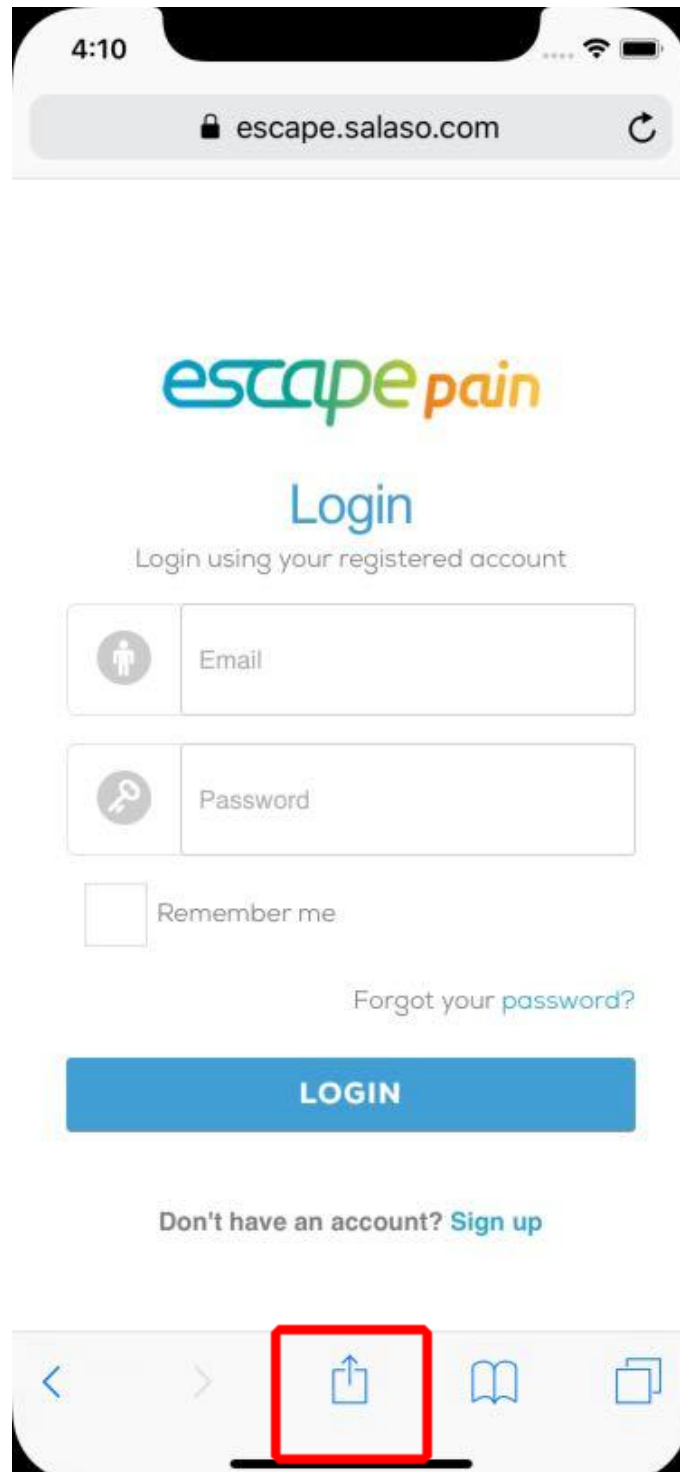 4:10
escape.salaso.com
escape pain
Login
Login using your registered account
Email
Password
Remember me
Forgot your password?
LOGIN
Don't have an account? Sign up